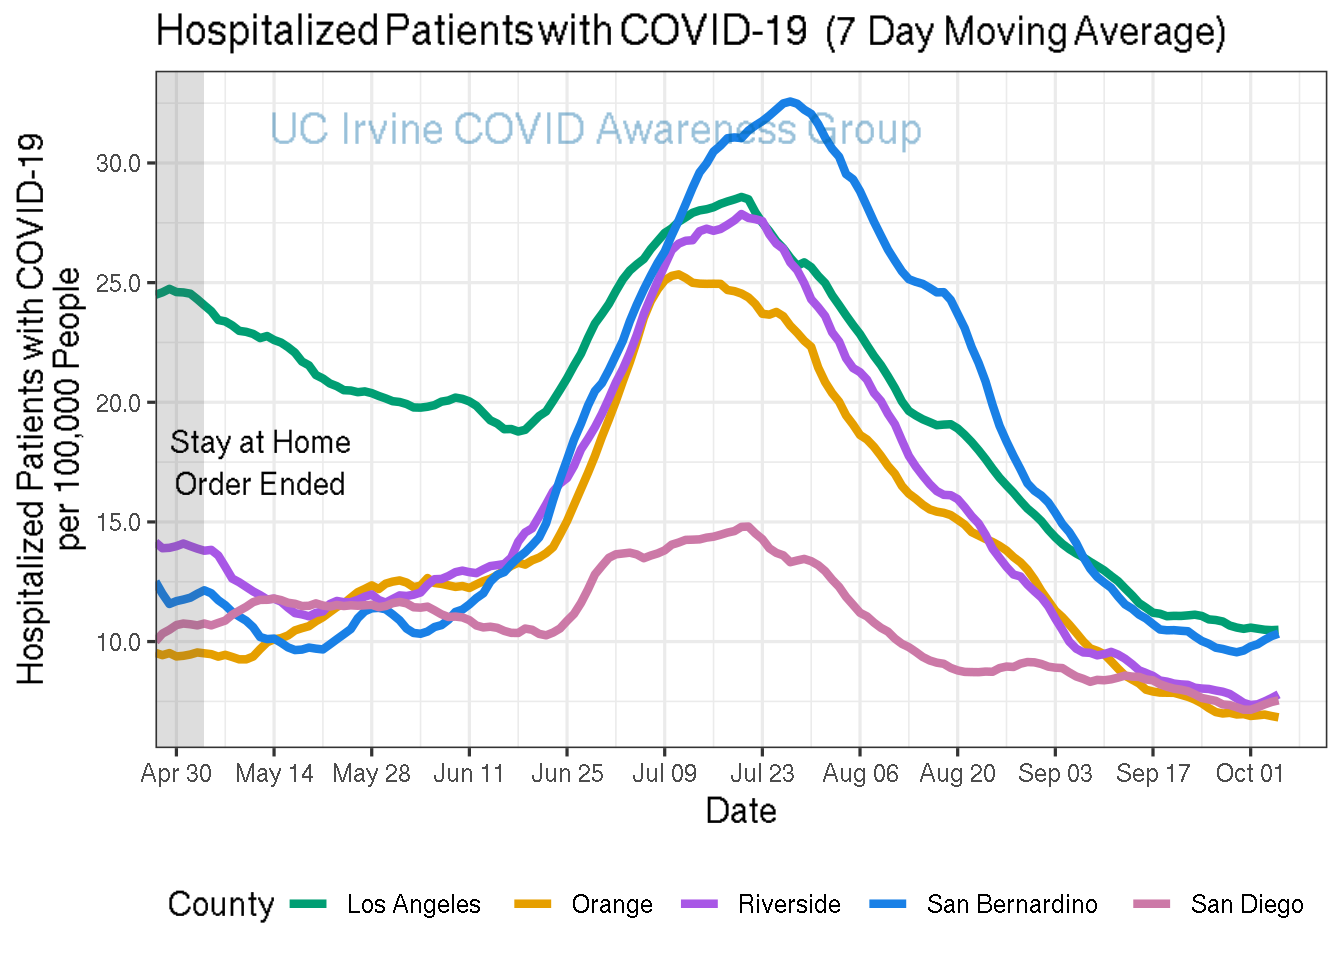 Hospitalized Patients with COVID-19 (7 Day Moving Average)
UC Irvine COVID Awareness Group
Hospitalized Patients with COVID-19
per 100,000 People
30.0
25.0
20.0
15.0
10.0
Stay at Home
Order Ended
Apr 30 May 14 May 28 Jun 11 Jun 25 Jul 09 Jul 23 Aug 06 Aug 20 Sep 03 Sep 17 Oct 01
Date
County Los Angeles Orange Riverside San Bernardino San Diego